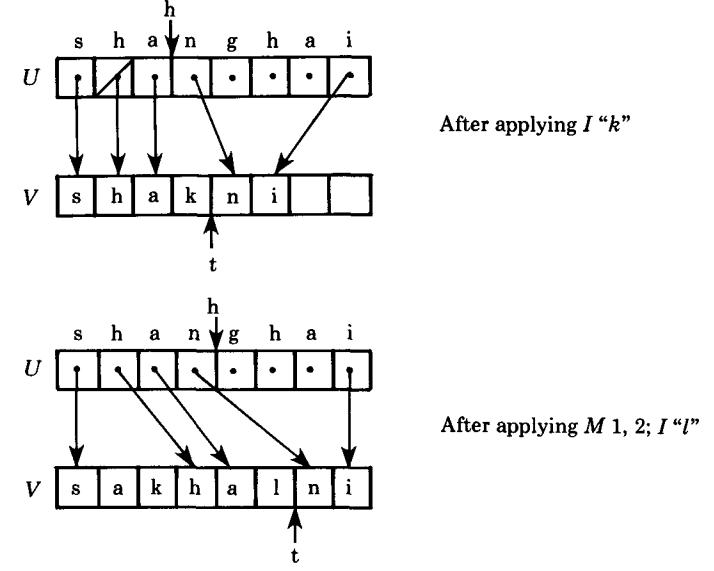 h
s h a n g h a i
U
After applying I “k”
V s h a k n i
t
h
s h a n g h a i
U
After applying M 1, 2; I “l”
V s a k h a l n i
t